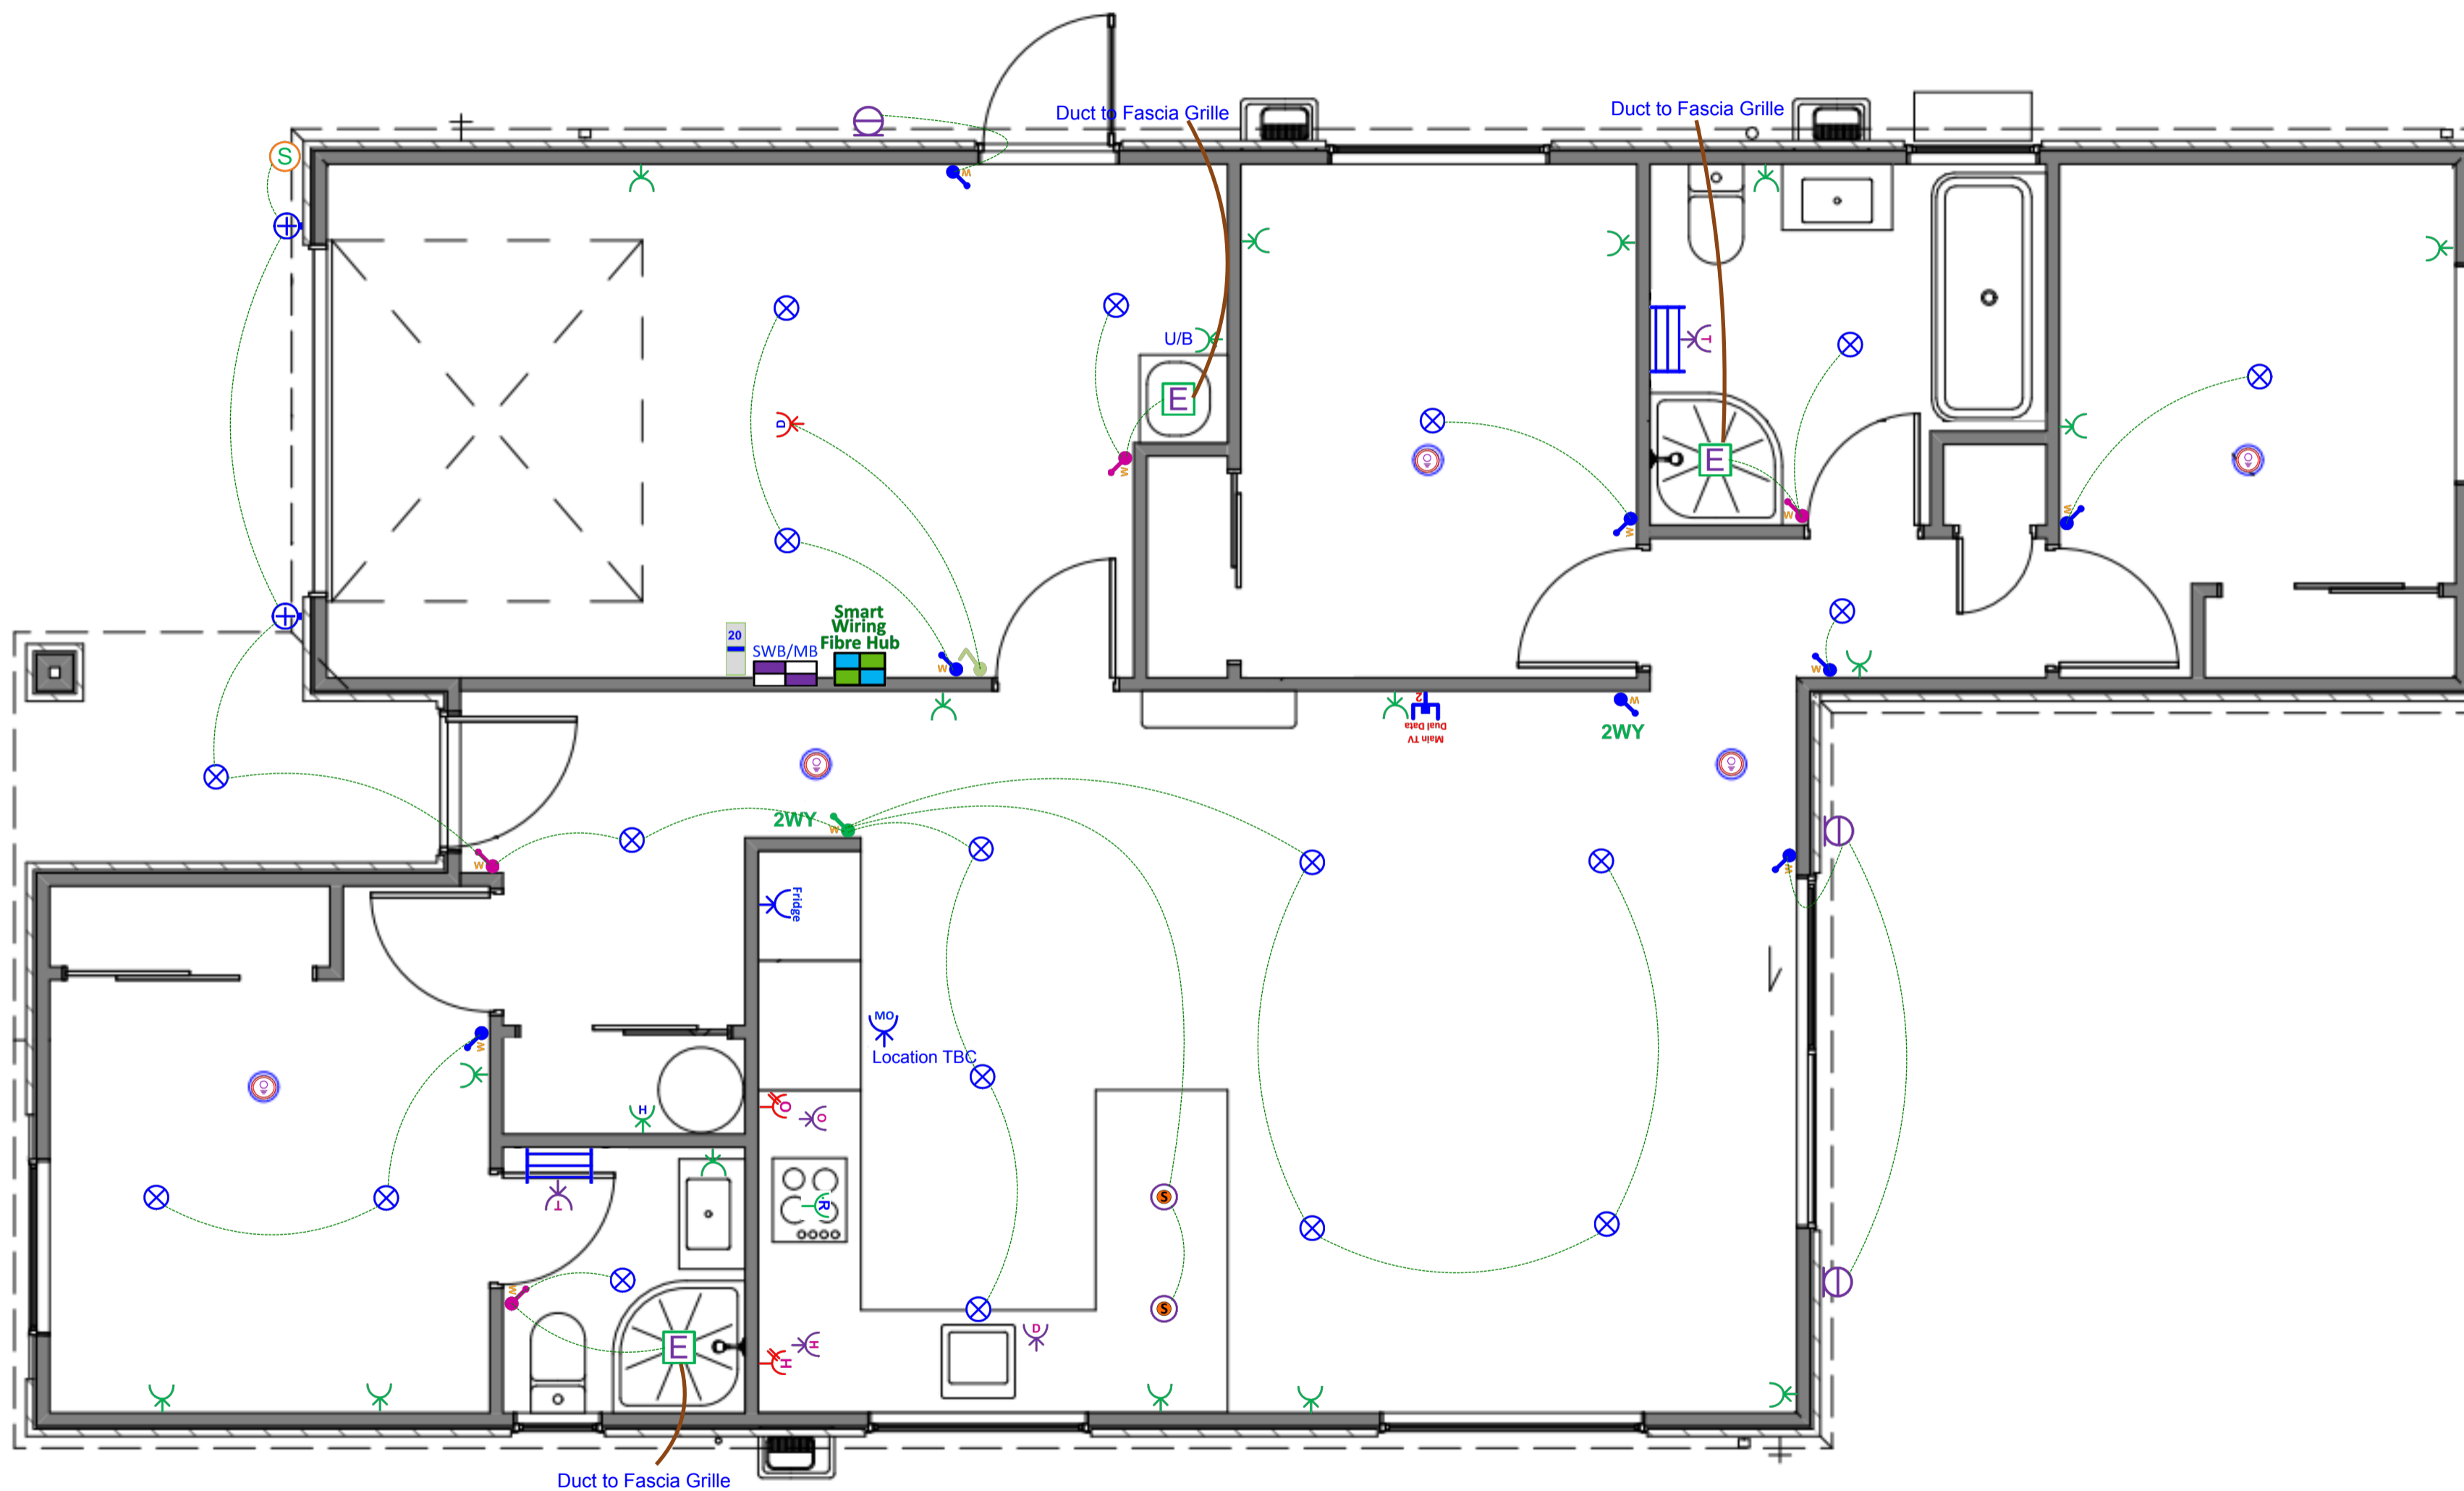 Duct to Fascia Grille
Duct to Fascia Grille
S
W
U/B
T
E
D
W
E
W
W
W
Smart
Wiring
Fibre Hub
20
SWB/MB
W
W
2
Dual Data
Main TV
W
2WY
2WY
W
W
W
Fridge
MO
Location TBC
W
O
O
H
T
R
S
W
S
D
H
H
E
Duct to Fascia Grille